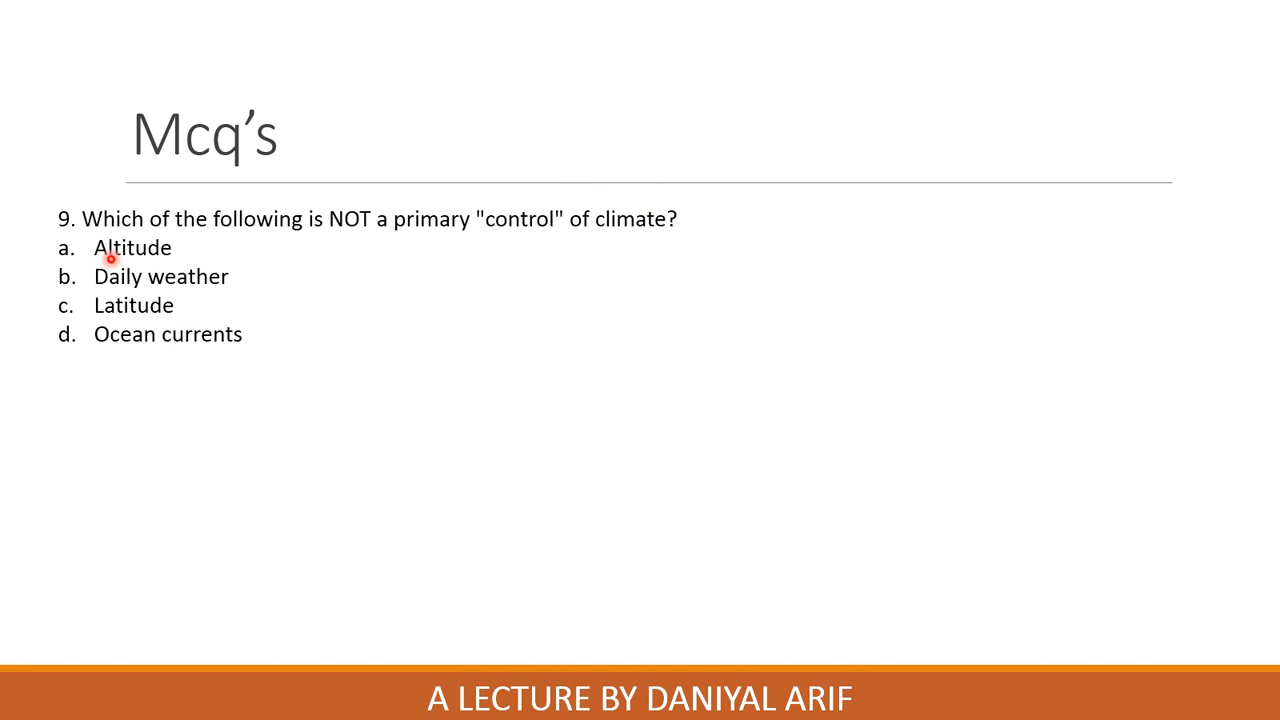 Mcq’s
9. Which of the following is NOT a primary "control" of climate?
a. Altitude
b. Daily weather
c. Latitude
d. Ocean currents
A LECTURE BY DANIYAL ARIF